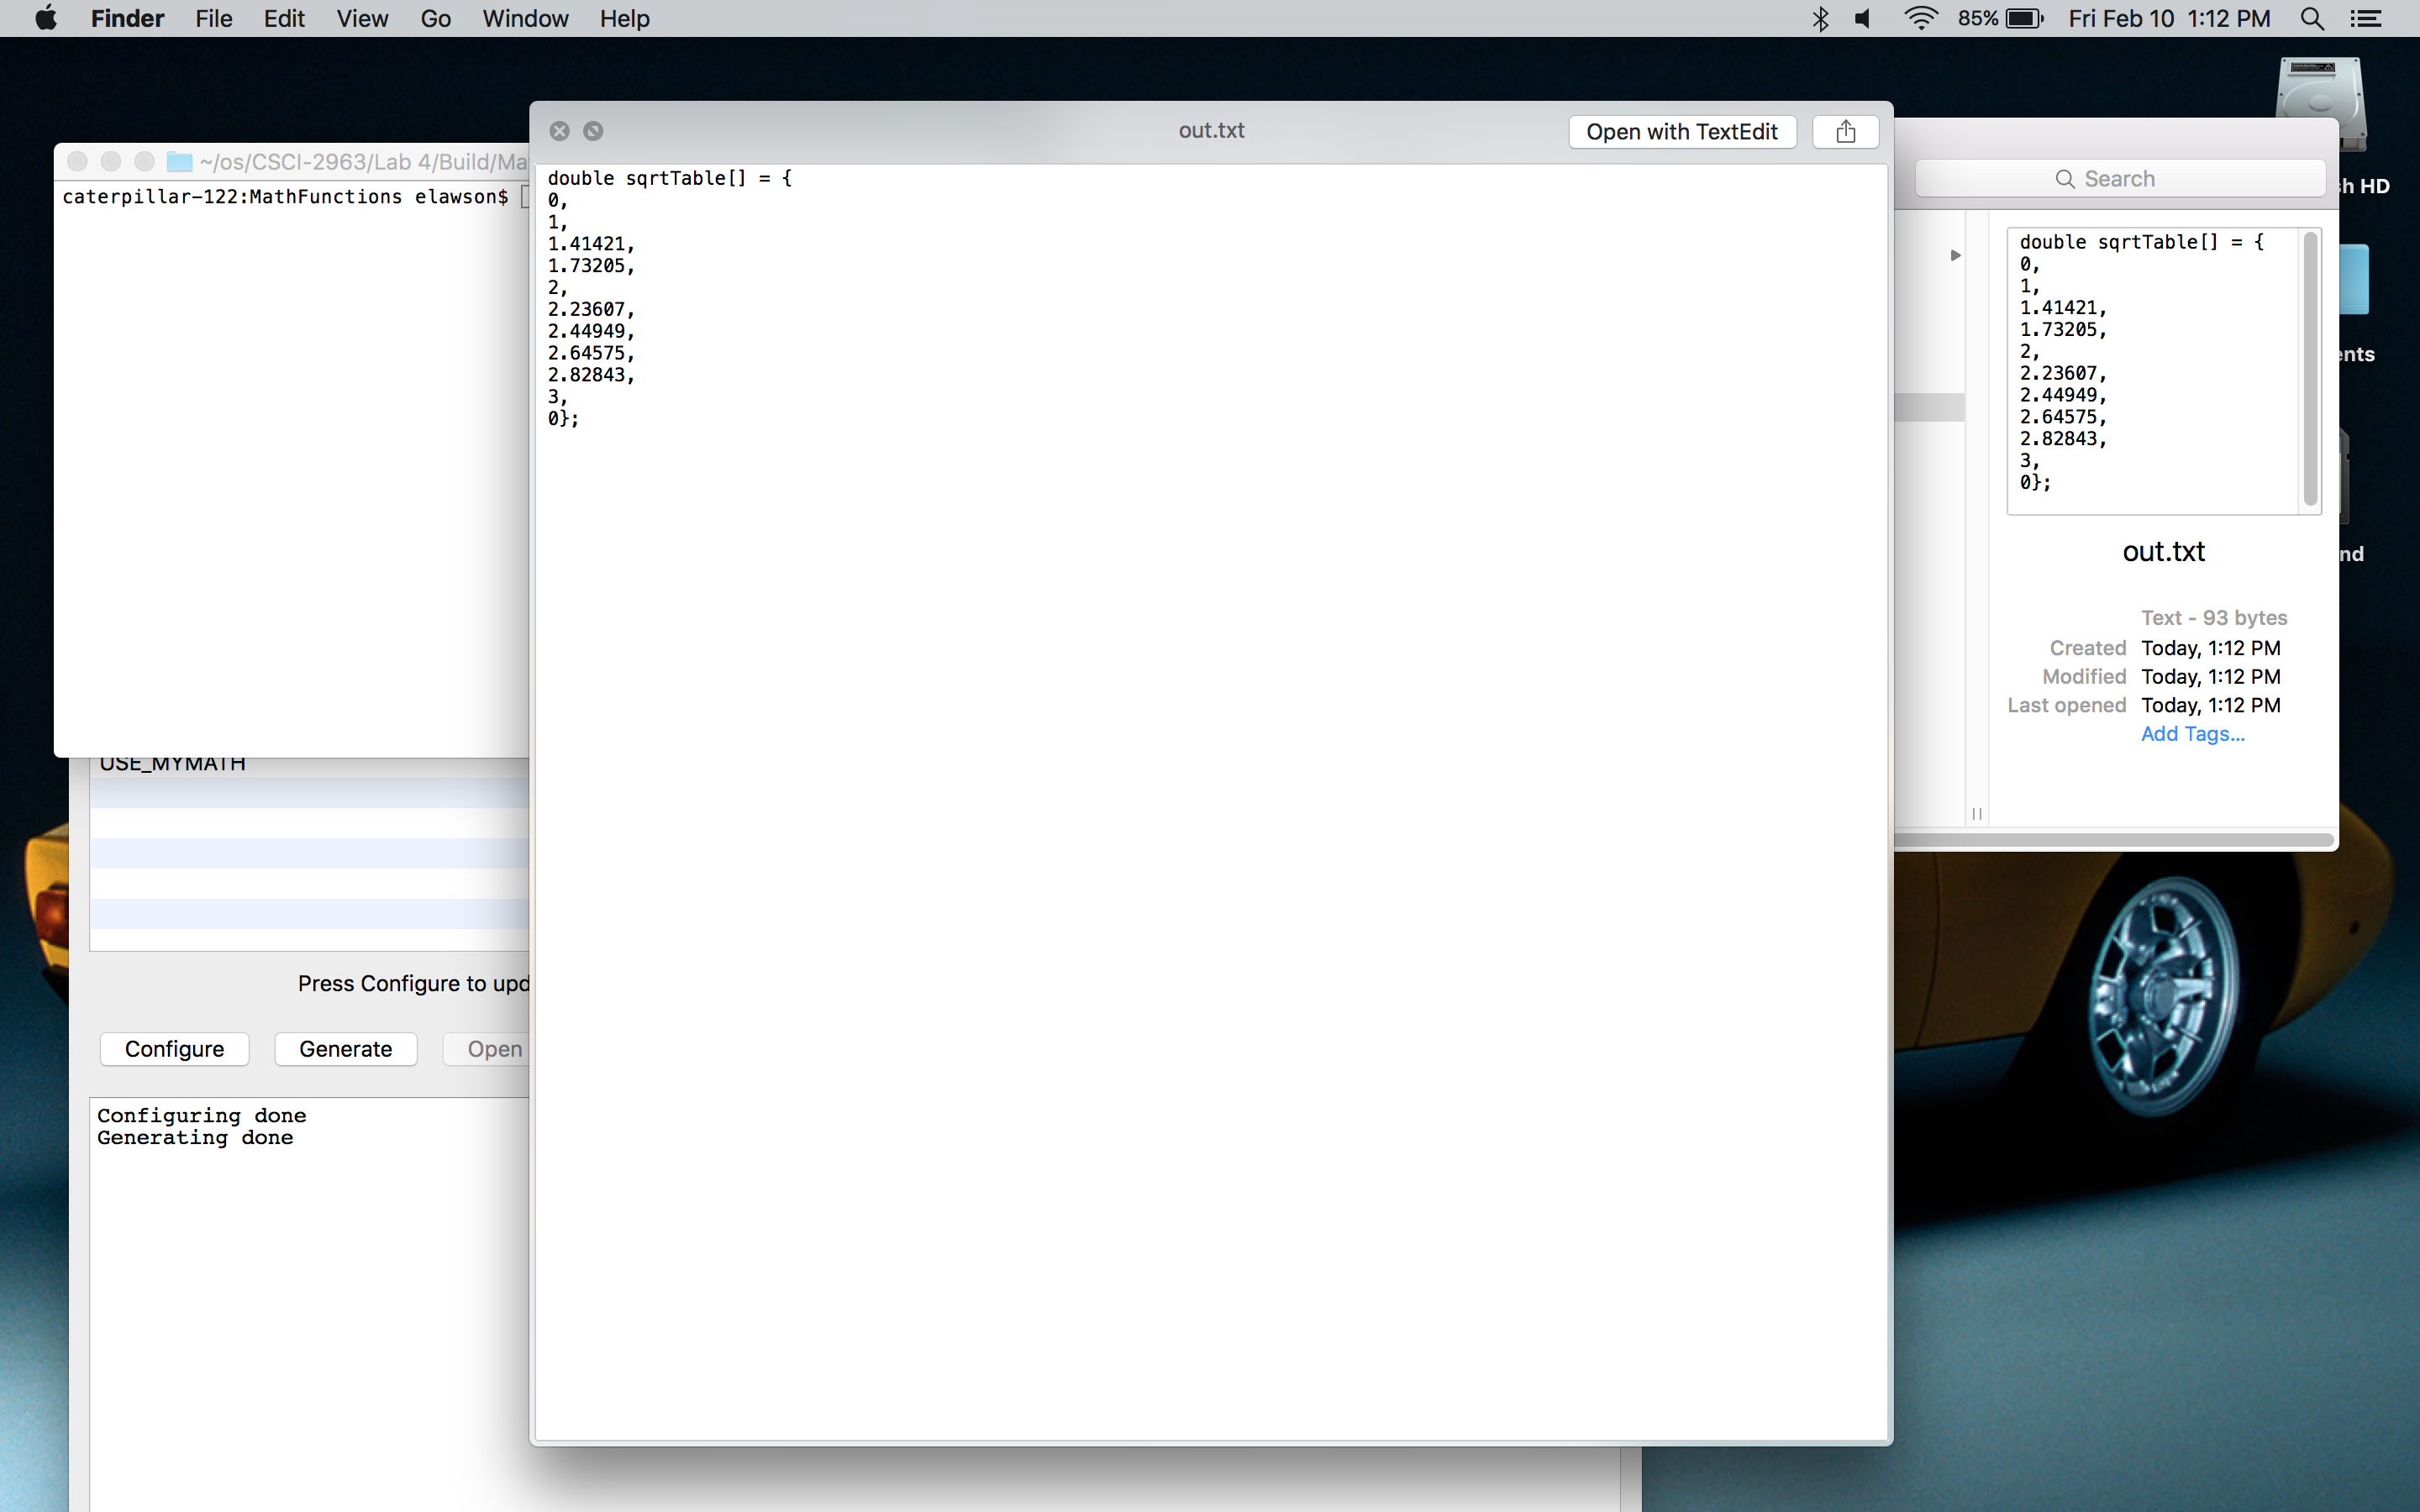 Finder File Edit View Go Window Help
85% Fri Feb 10 1:12 PM
out.txt
Open with TextEdit
double sqrtTable[] = {
0,
1,
1.41421,
1.73205,
2,
2.23607,
2.44949,
2.64575,
2.82843,
3,
0};
~/os/CSCI-2963/Lab 4/Build/Ma
caterpillar-122:MathFunctions elawson$
USE_MYMATH
Press Configure to upd
Configure Generate Open
Configuring done
Generating done
Search
double sqrtTable[] = {
0,
1,
1.41421,
1.73205,
2,
2.23607,
2.44949,
2.64575,
2.82843,
3,
0};
out.txt
Text - 93 bytes
Created Today, 1:12 PM
Modified Today, 1:12 PM
Last opened Today, 1:12 PM
Add Tags...
sh HD
ents
nd